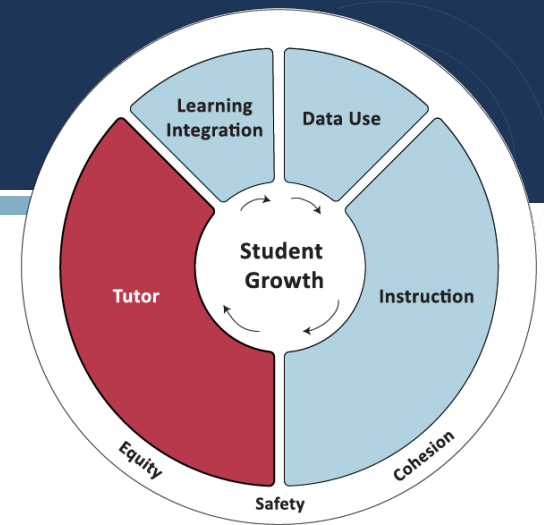 Learning
Integration
Data Use
Student
Growth
Tutor
Instruction
Equity
Safety
Cohesion